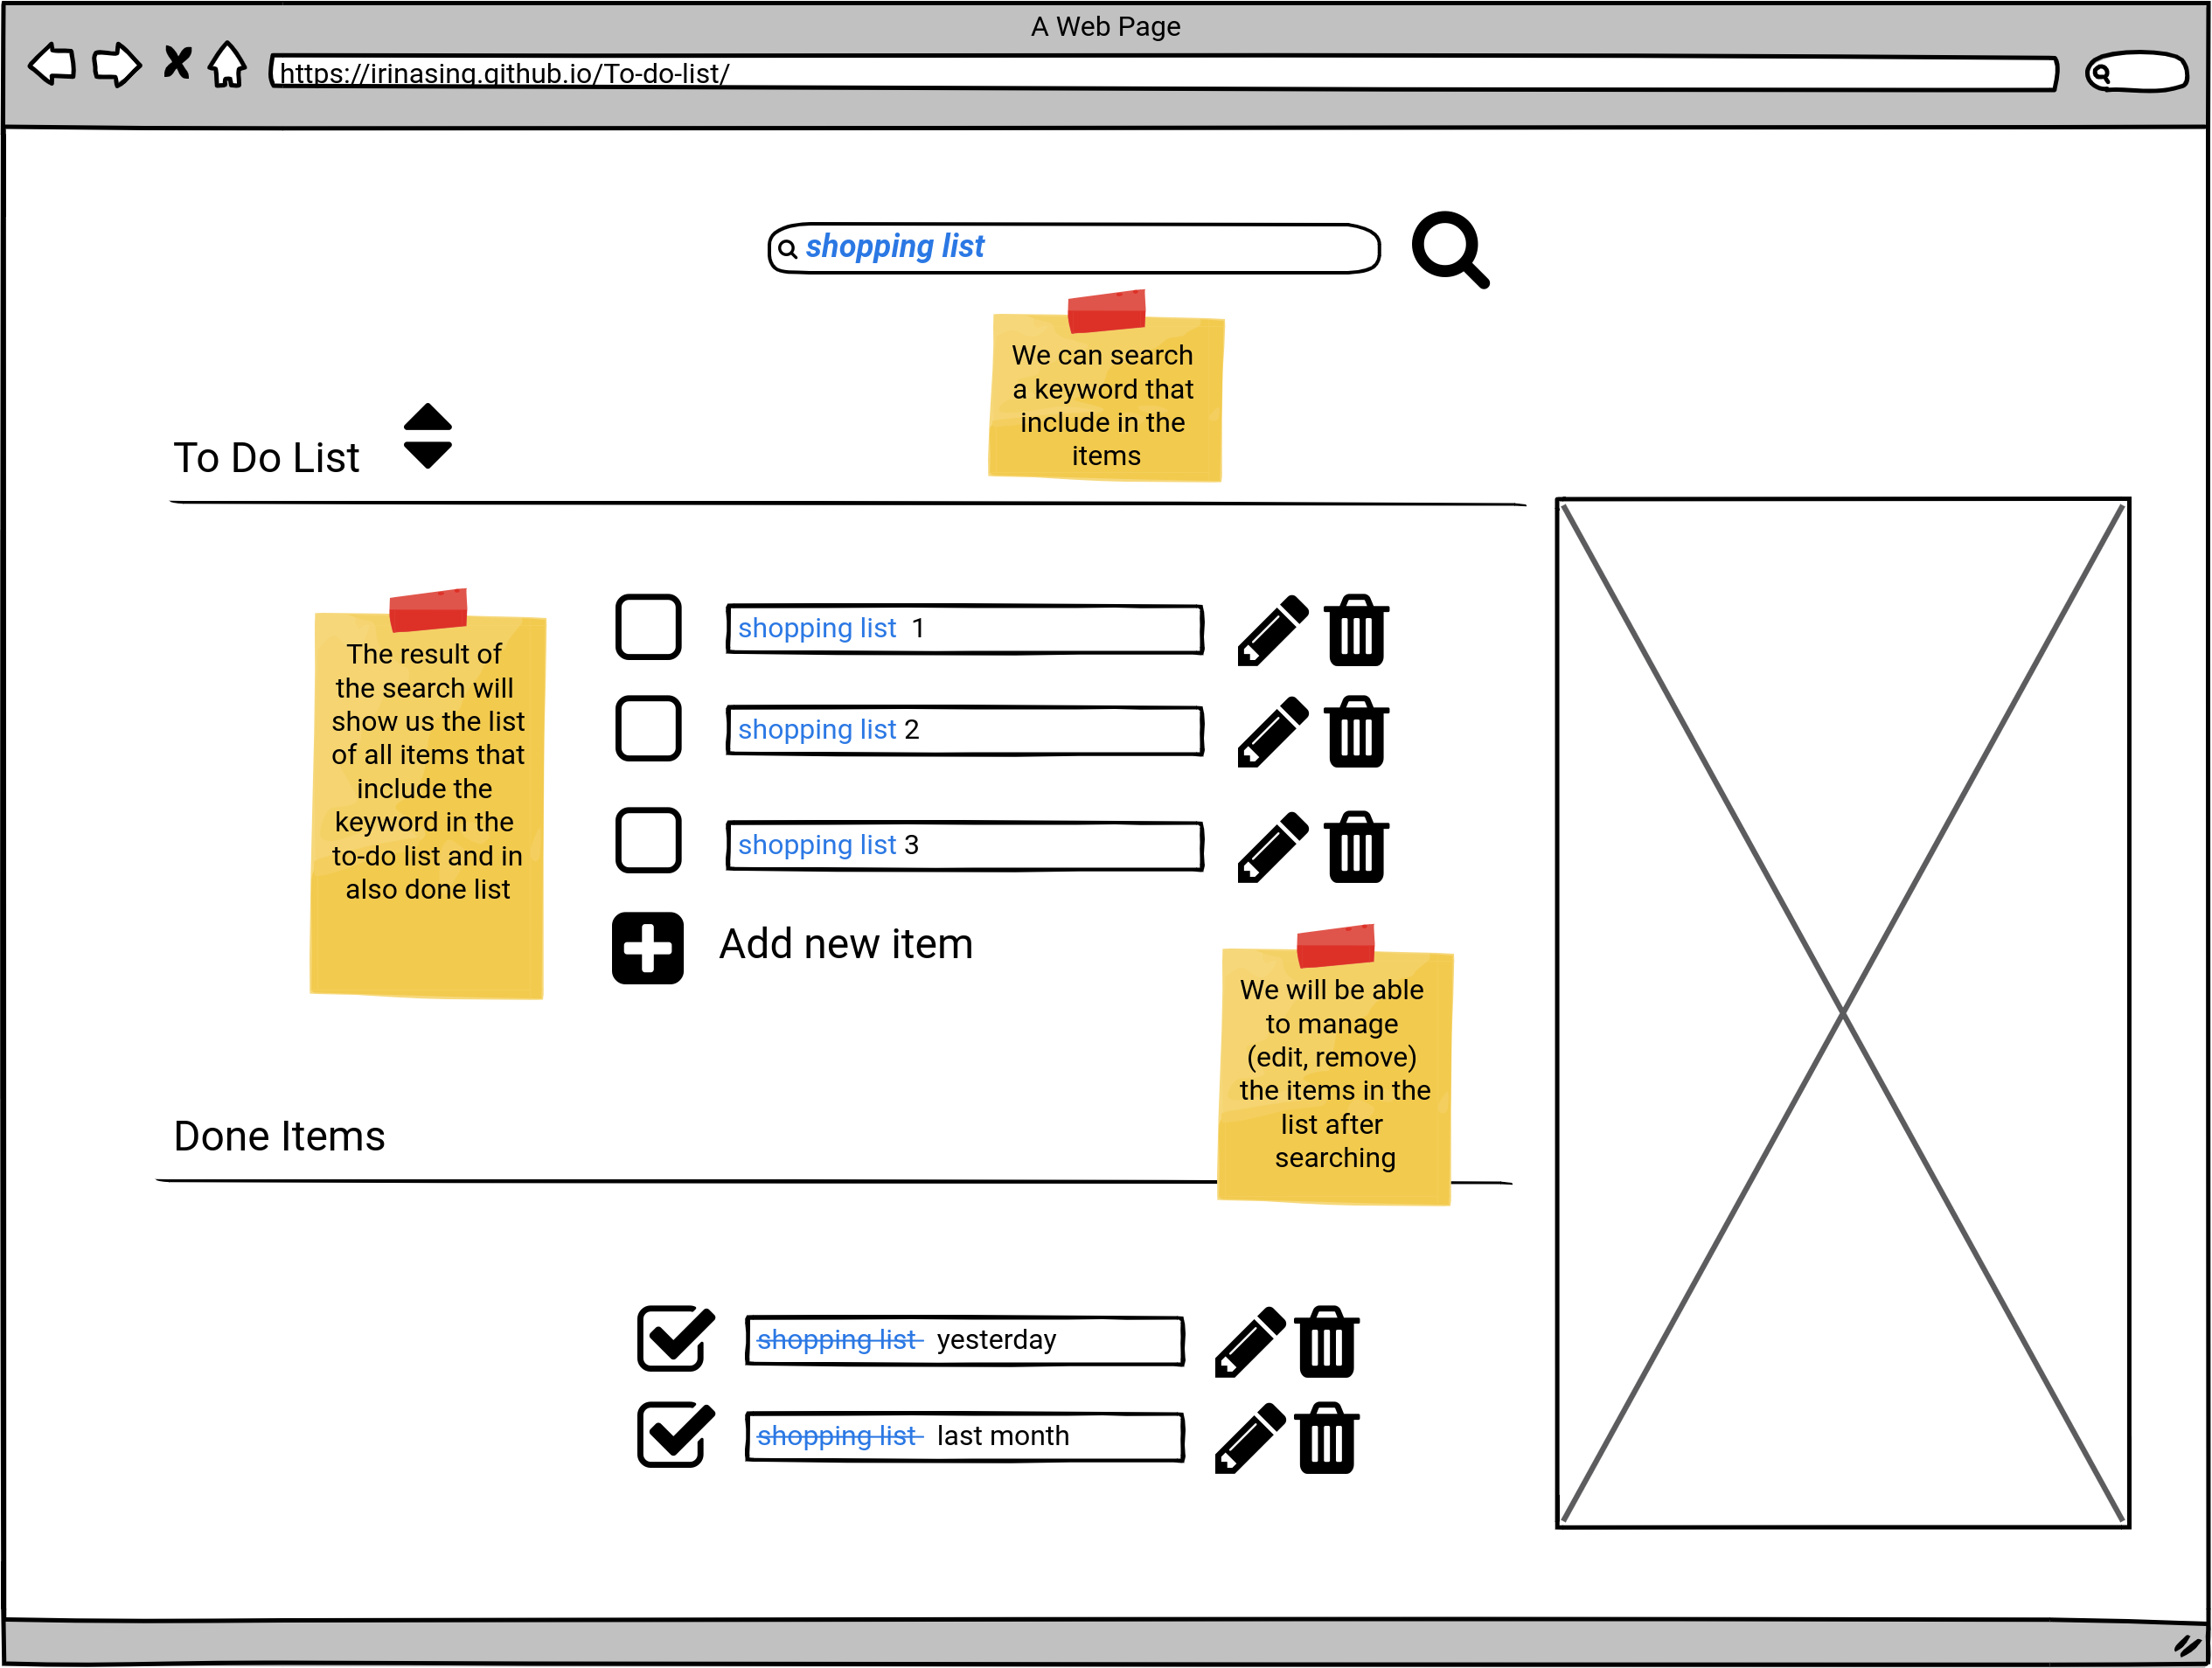 A Web Page
https://irinasing.github.io/To-do-list/
shopping list
We can search
a keyword that
include in the
items
To Do List
The result of
the search will
show us the list
of all items that
include the
keyword in the
to-do list and in
also done list
shopping list 1
shopping list 2
shopping list 3
Add new item
We will be able
to manage
(edit, remove)
the items in the
list after
searching
Done Items
shopping list yesterday
shopping list last month